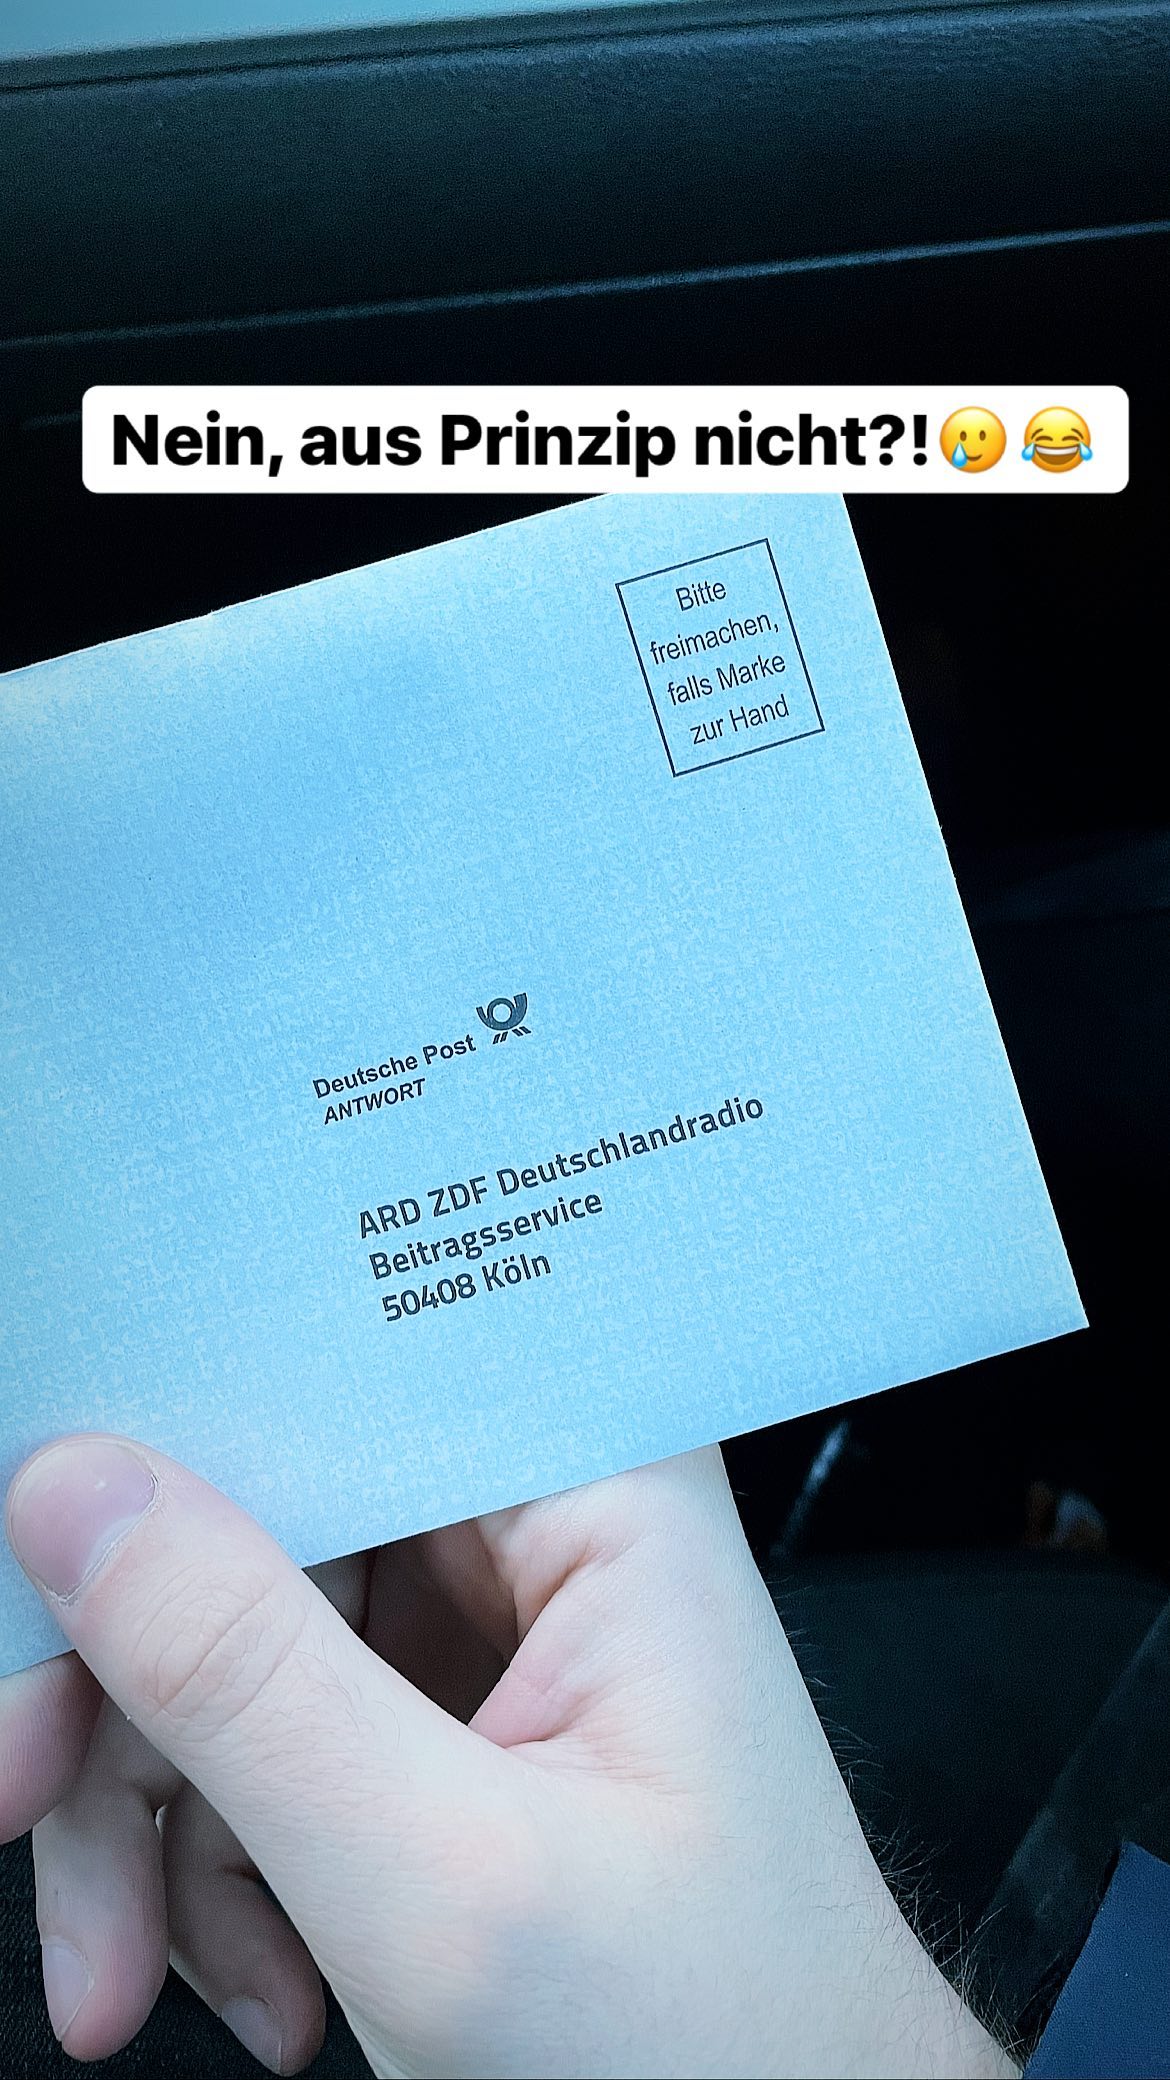 Nein, aus Prinzip nicht?!🥲😂
Bitte
freimachen,
falls Marke
zur Hand
Deutsche Post
ANTWORT
ARD ZDF Deutschlandradio
Beitragsservice
50408 Köln